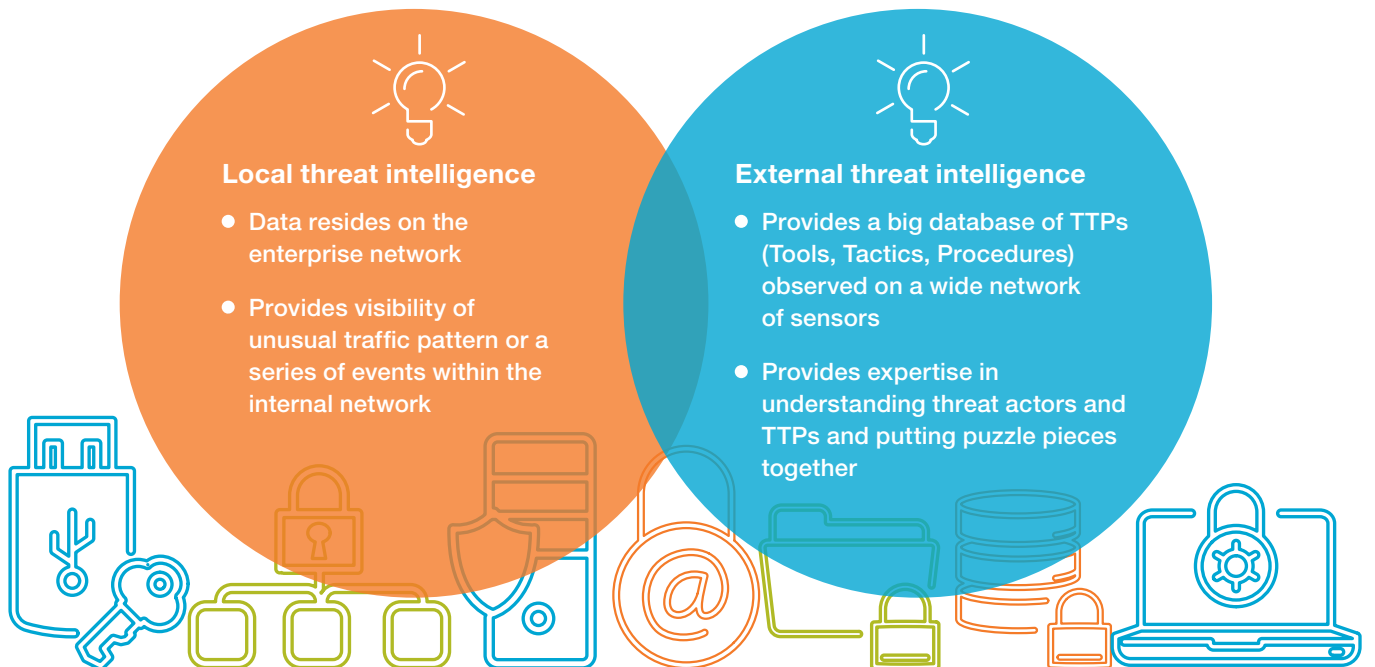 Local threat intelligence
Data resides on the
enterprise network
Provides visibility of
unusual traffic pattern or a
series of events within the
internal network
External threat intelligence
Provides a big database of TTPs
(Tools, Tactics, Procedures)
observed on a wide network
of sensors
Provides expertise in
understanding threat actors and
TTPs and putting puzzle pieces
together
@